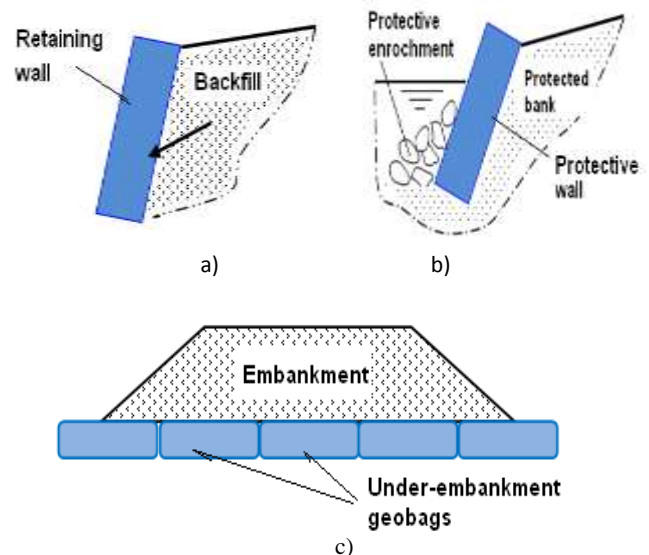 Retaining
wall
Backfill
a)
Protective
enrochment
Protected
bank
Protective
wall
b)
Embankment
Under-embankment
geobags
c)